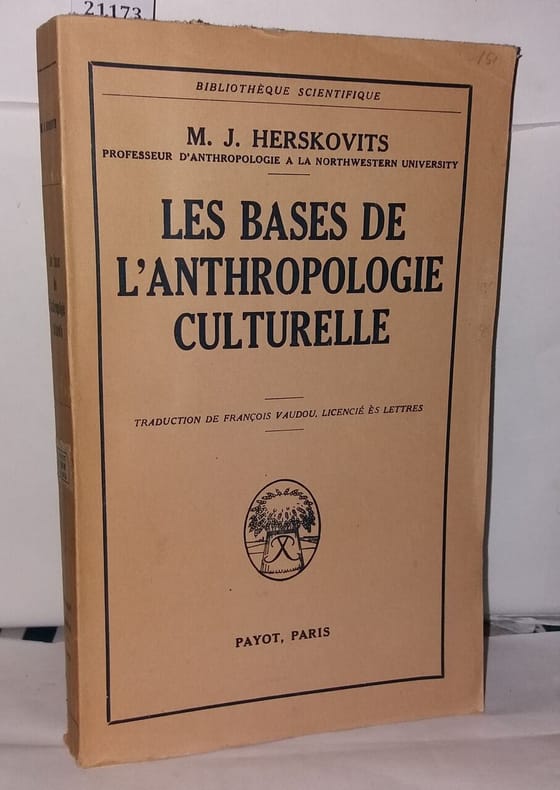 21173
151
BIBLIOTHÈQUE SCIENTIFIQUE
M. J. HERSKOVITS
PROFESSEUR D'ANTHROPOLOGIE A LA NORTHWESTERN UNIVERSITY
LES BASES DE
L'ANTHROPOLOGIE
CULTURELLE
TRADUCTION DE FRANÇOIS VAUDOU, LICENCIÉ ÈS LETTRES
PAYOT, PARIS